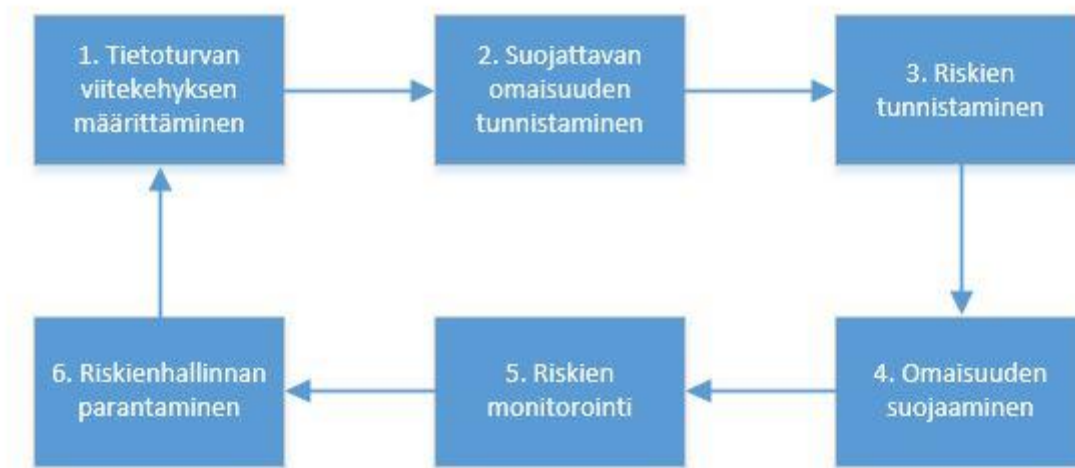 1. Tietoturvan
viitekehyksen
määrittäminen
2. Suojattavan
omaisuuden
tunnistaminen
3. Riskien
tunnistaminen
4. Omaisuuden
suojaaminen
5. Riskien
monitorointi
6. Riskienhallinnan
parantaminen